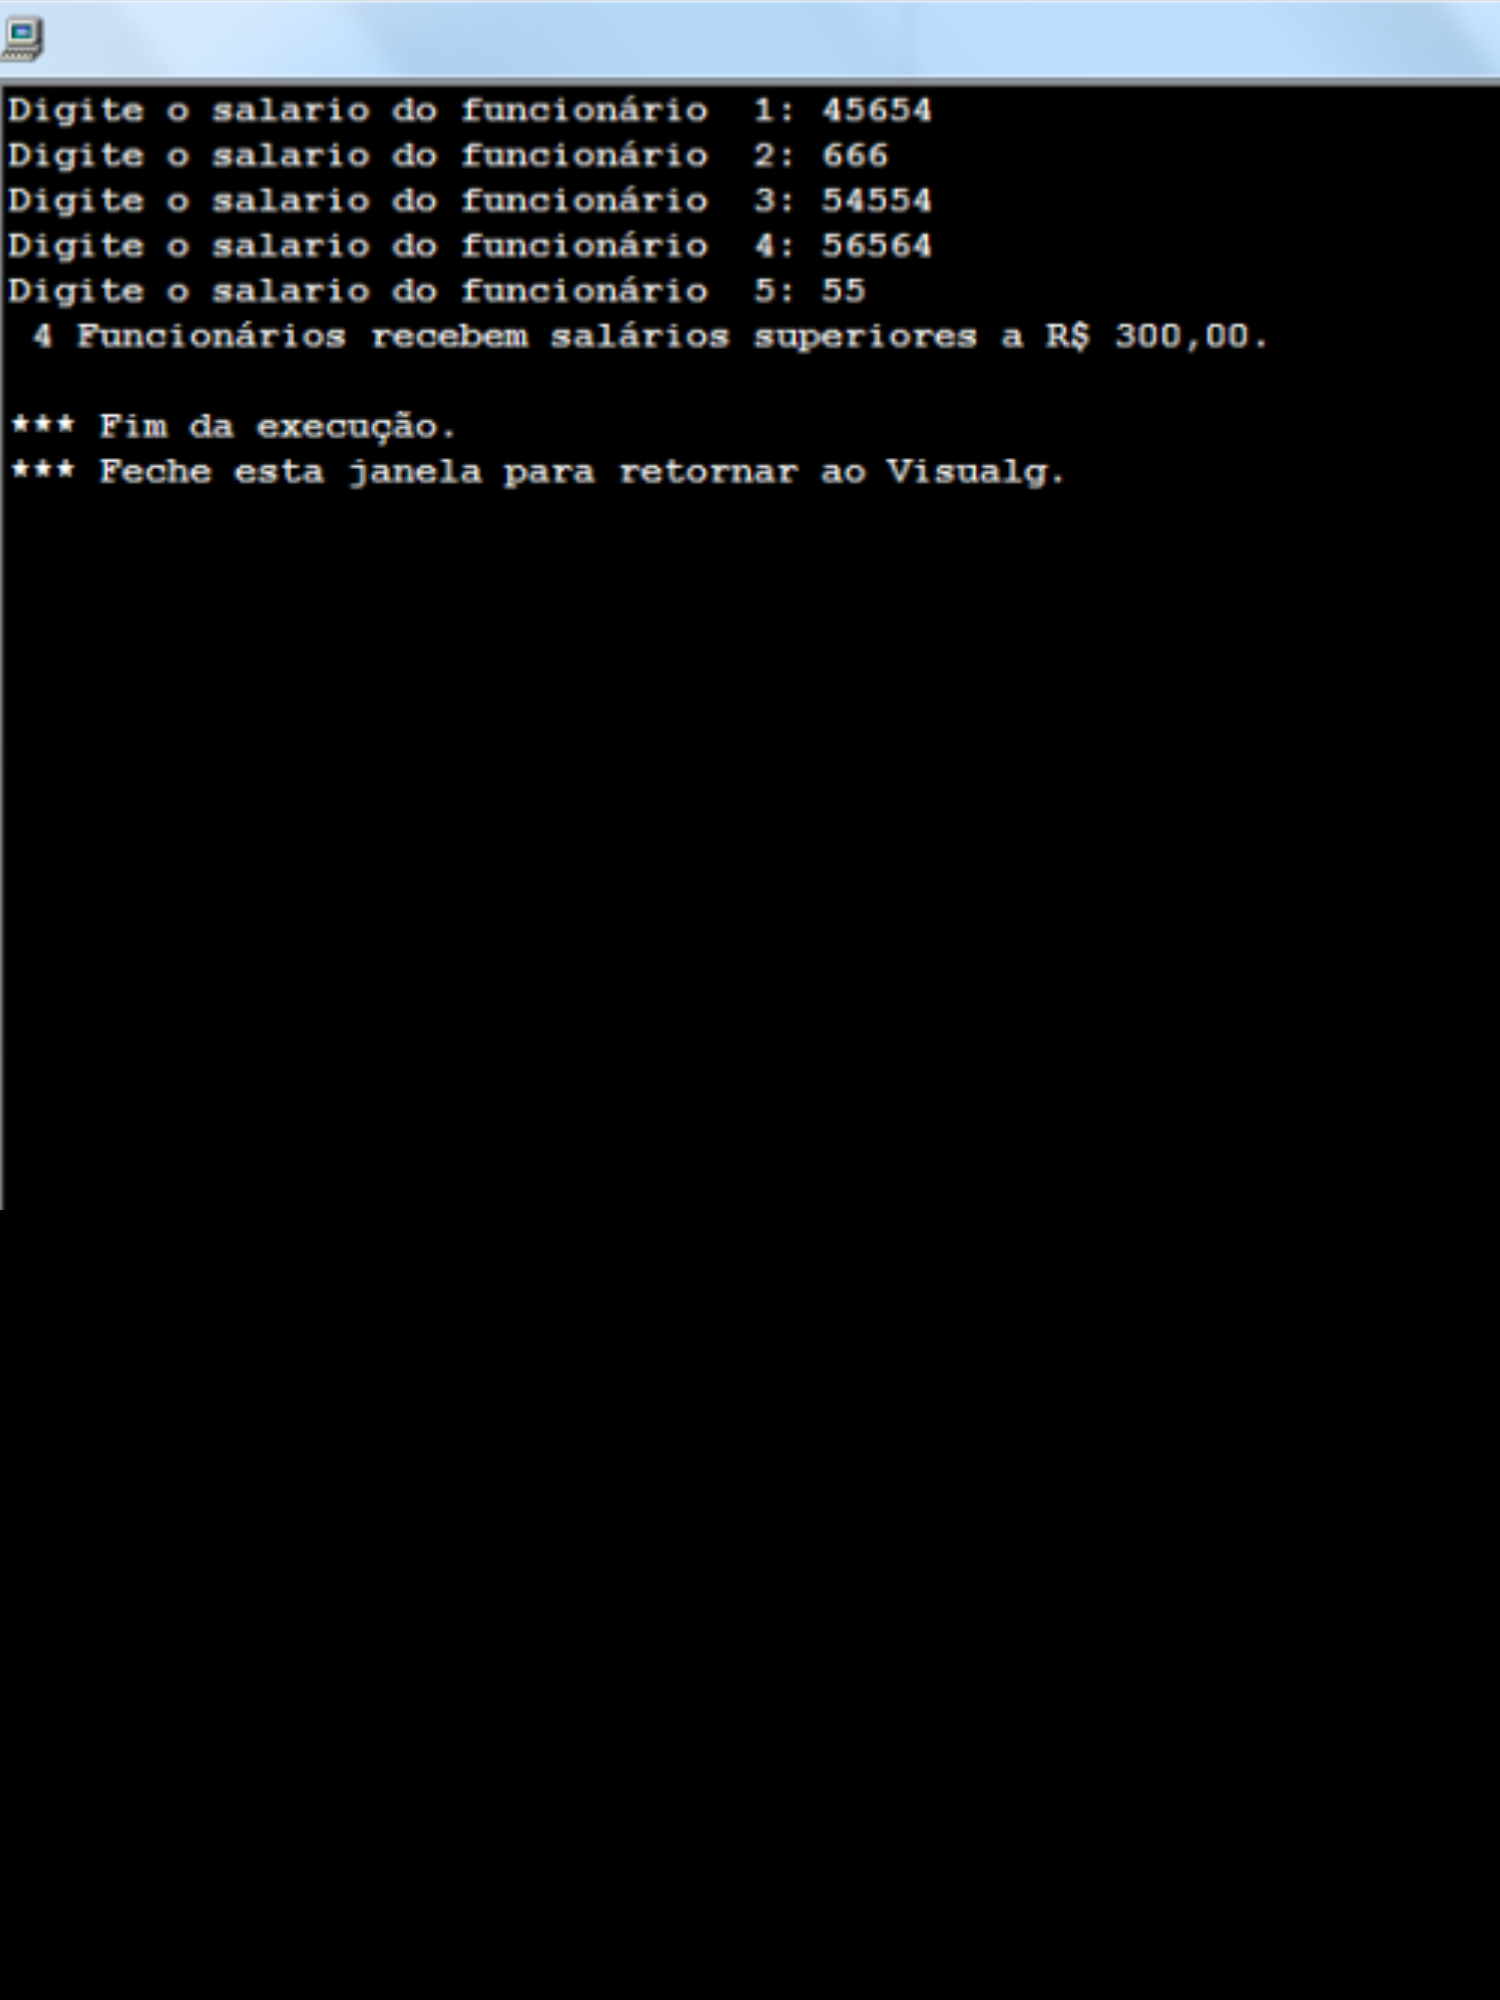 Digite o salario do funcionário  1: 45654
Digite o salario do funcionário  2: 666
Digite o salario do funcionário  3: 54554
Digite o salario do funcionário  4: 56564
Digite o salario do funcionário  5: 55
 4 Funcionários recebem salários superiores a R$ 300,00.
*** Fim da execução.
*** Feche esta janela para retornar ao Visualg.